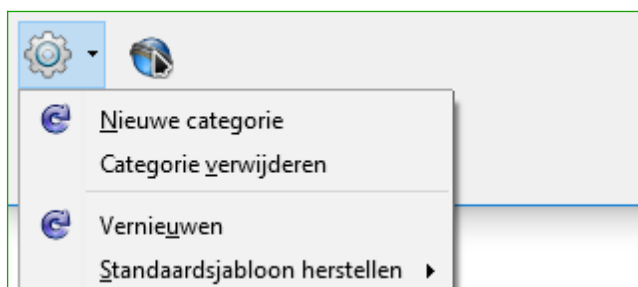 Nieuwe categorie
Categorie verwijderen
Vernieuwen
Standaardsjabloon herstellen